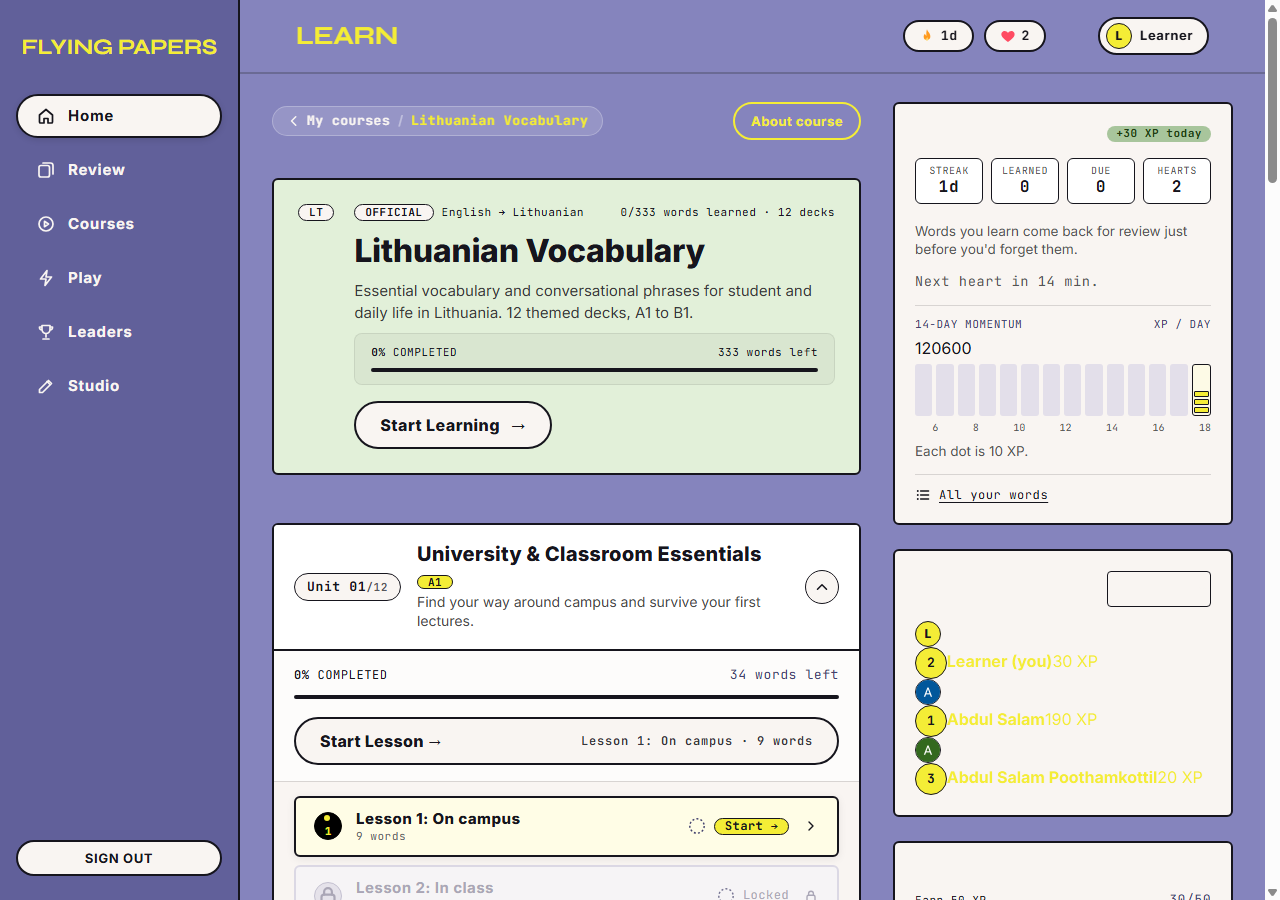 FLYING PAPERS
Home
Review
Courses
Play
Leaders
Studio
SIGN OUT
LEARN
1d
2
L Learner
My courses / Lithuanian Vocabulary
About course
LT OFFICIAL English → Lithuanian 0/333 words learned · 12 decks
Lithuanian Vocabulary
Essential vocabulary and conversational phrases for student and
daily life in Lithuania. 12 themed decks, A1 to B1.
0% COMPLETED 333 words left
Start Learning →
University & Classroom Essentials
Unit 01/12
A1
Find your way around campus and survive your first
lectures.
0% COMPLETED 34 words left
Start Lesson → Lesson 1: On campus · 9 words
1 Lesson 1: On campus
9 words
Start →
Lesson 2: In class
Locked
+30 XP today
STREAK LEARNED DUE HEARTS
1d 0 0 2
Words you learn come back for review just
before you'd forget them.
Next heart in 14 min.
14-DAY MOMENTUM XP / DAY
120600
6 8 10 12 14 16 18
Each dot is 10 XP.
All your words
L
2 Learner (you)30 XP
A
1 Abdul Salam190 XP
A
3 Abdul Salam Poothamkottil20 XP
Earn 50 XP 30/50